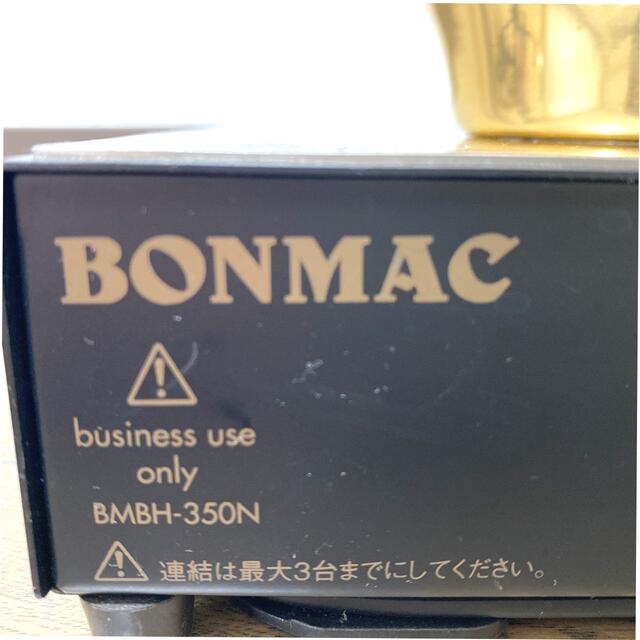 BONMAC
business use
only
BMBH-350N
連結は最大3台までにしてください。